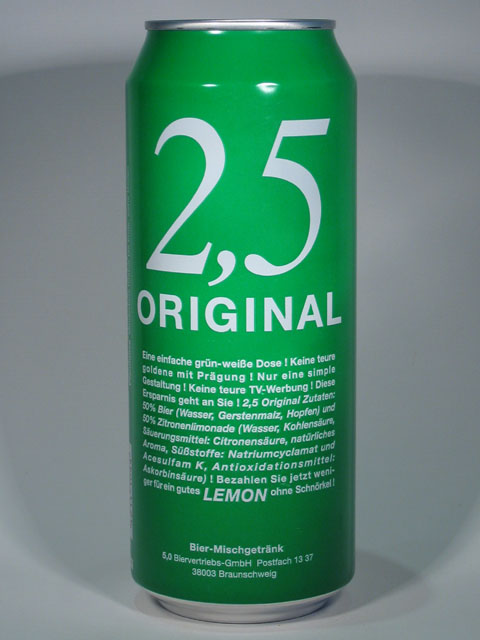 2,5
ORIGINAL
Eine einfache grün-weiße Dose ! Keine teure
goldene mit Prägung ! Nur eine simple
Gestaltung ! Keine teure TV-Werbung ! Diese
Ersparnis geht an Sie ! 2,5 Original Zutaten:
50% Bier (Wasser, Gerstenmalz, Hopfen) und
50% Zitronenlimonade (Wasser, Kohlensäure,
Säuerungsmittel: Citronensäure, natürliches
Aroma, Süßstoffe: Natriumcyclamat und
Acesulfam K, Antioxidationsmittel:
Askorbinsäure) ! Bezahlen Sie jetzt weni-
ger für ein gutes LEMON ohne Schnörkel !
Bier-Mischgetränk
5,0 Biervertriebs-GmbH Postfach 13 37
38003 Braunschweig